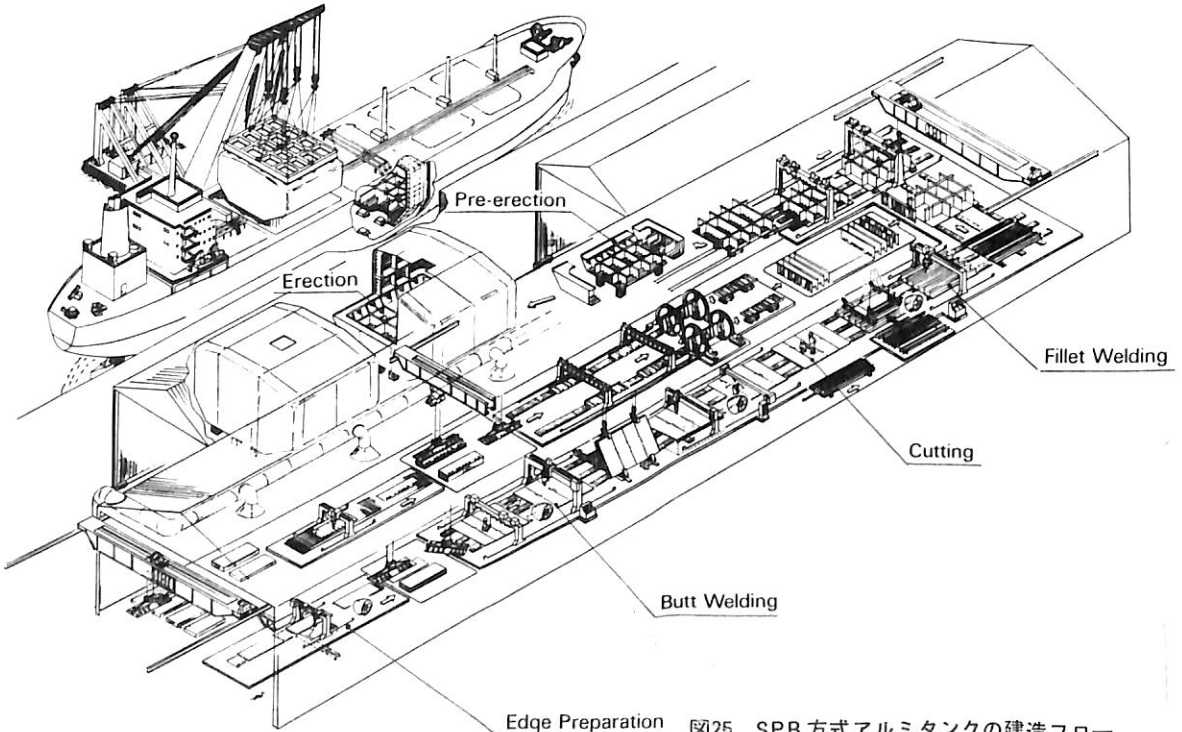 Pre-erection
Erection
Fillet Welding
Cutting
Butt Welding
Edge Preparation
図25 SPB方式アルミタンクの建造フロー